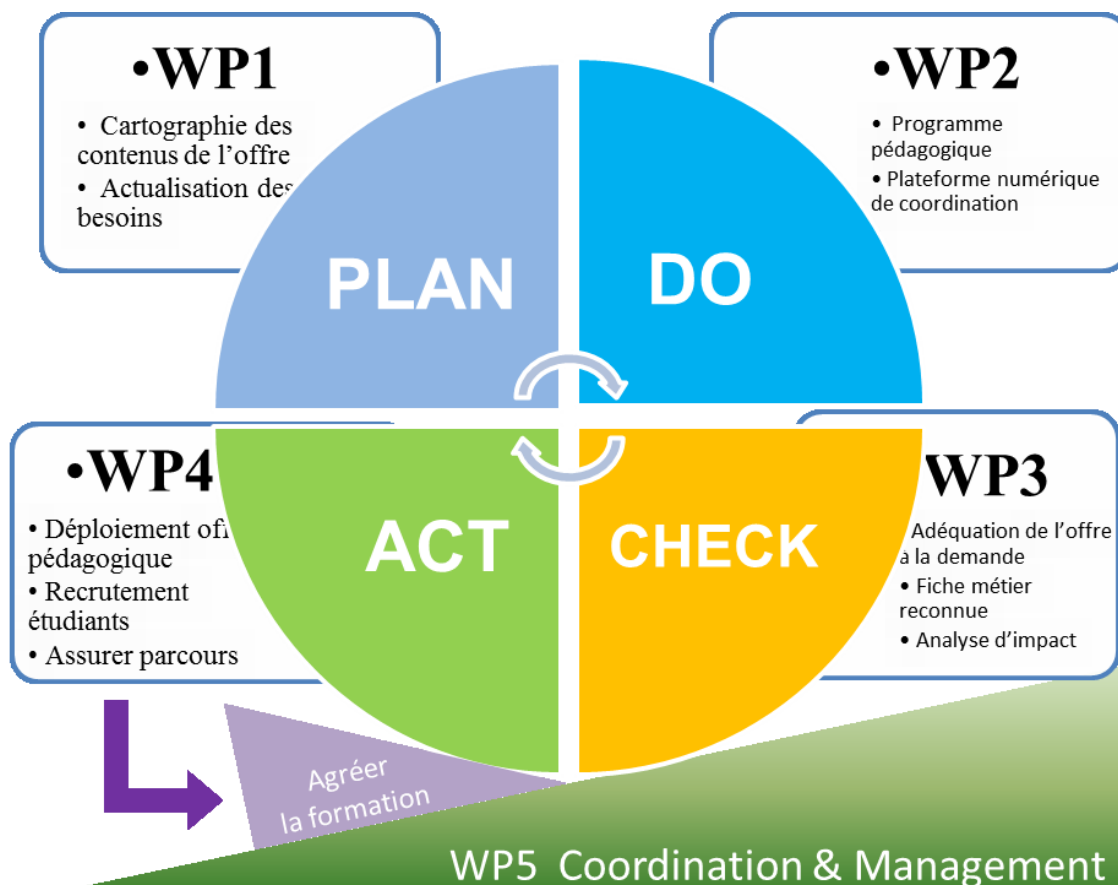 •WP1
• Cartographie des
contenus de l'offre
• Actualisation des
besoins
PLAN
DO
•WP2
• Programme
pédagogique
• Plateforme numérique
de coordination
•WP4
• Déploiement
pédagogique
• Recrutement
étudiants
• Assurer parcours
ACT
CHECK
WP3
Adéquation de l'offre
à la demande
• Fiche métier
reconnue
• Analyse d'impact
Agréer
la formation
WP5 Coordination & Management